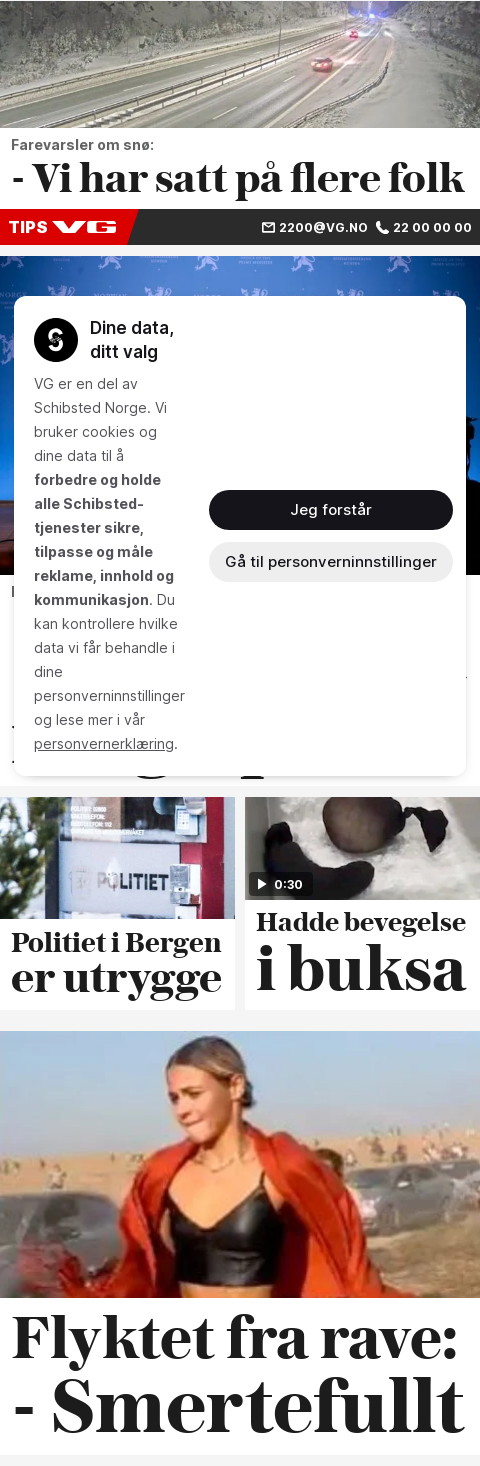 Farevarsler om snø:
- Vi har satt på flere folk
TIPS VG 2200@VG.NO 22 00 00 00
Dine data,
ditt valg
VG er en del av
Schibsted Norge. Vi
bruker cookies og
dine data til å
forbedre og holde
alle Schibsted-
tjenester sikre,
tilpasse og måle
reklame, innhold og
kommunikasjon. Du
kan kontrollere hvilke
data vi får behandle i
dine
personverninnstillinger
og lese mer i vår
personvernerklæring.
Jeg forstår
Gå til personverninnstillinger
POLITIET
0:30
Politiet i Bergen
er utrygge
Hadde bevegelse
i buksa
Flyktet fra rave:
- Smertefullt